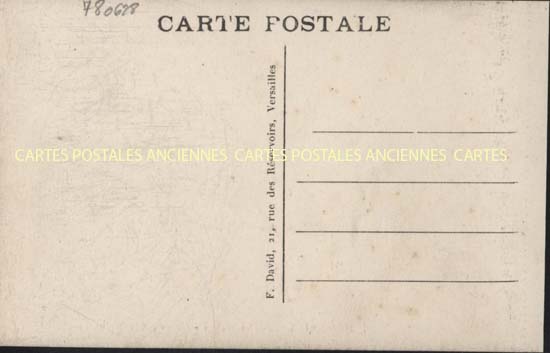 780628
CARTE POSTALE
F. David, 21, rue des Réservoirs, Versailles
CARTES POSTALES ANCIENNES CARTES POSTALES ANCIENNES CARTES